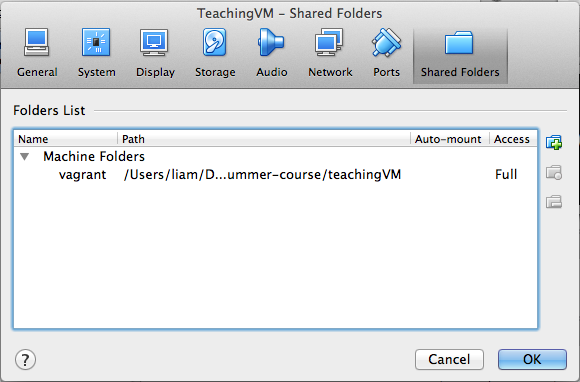 TeachingVM – Shared Folders
General System Display Storage Audio Network Ports Shared Folders
Folders List
Name Path Auto-mount Access
Machine Folders
vagrant /Users/liam/D...ummer-course/teachingVM Full
? Cancel OK